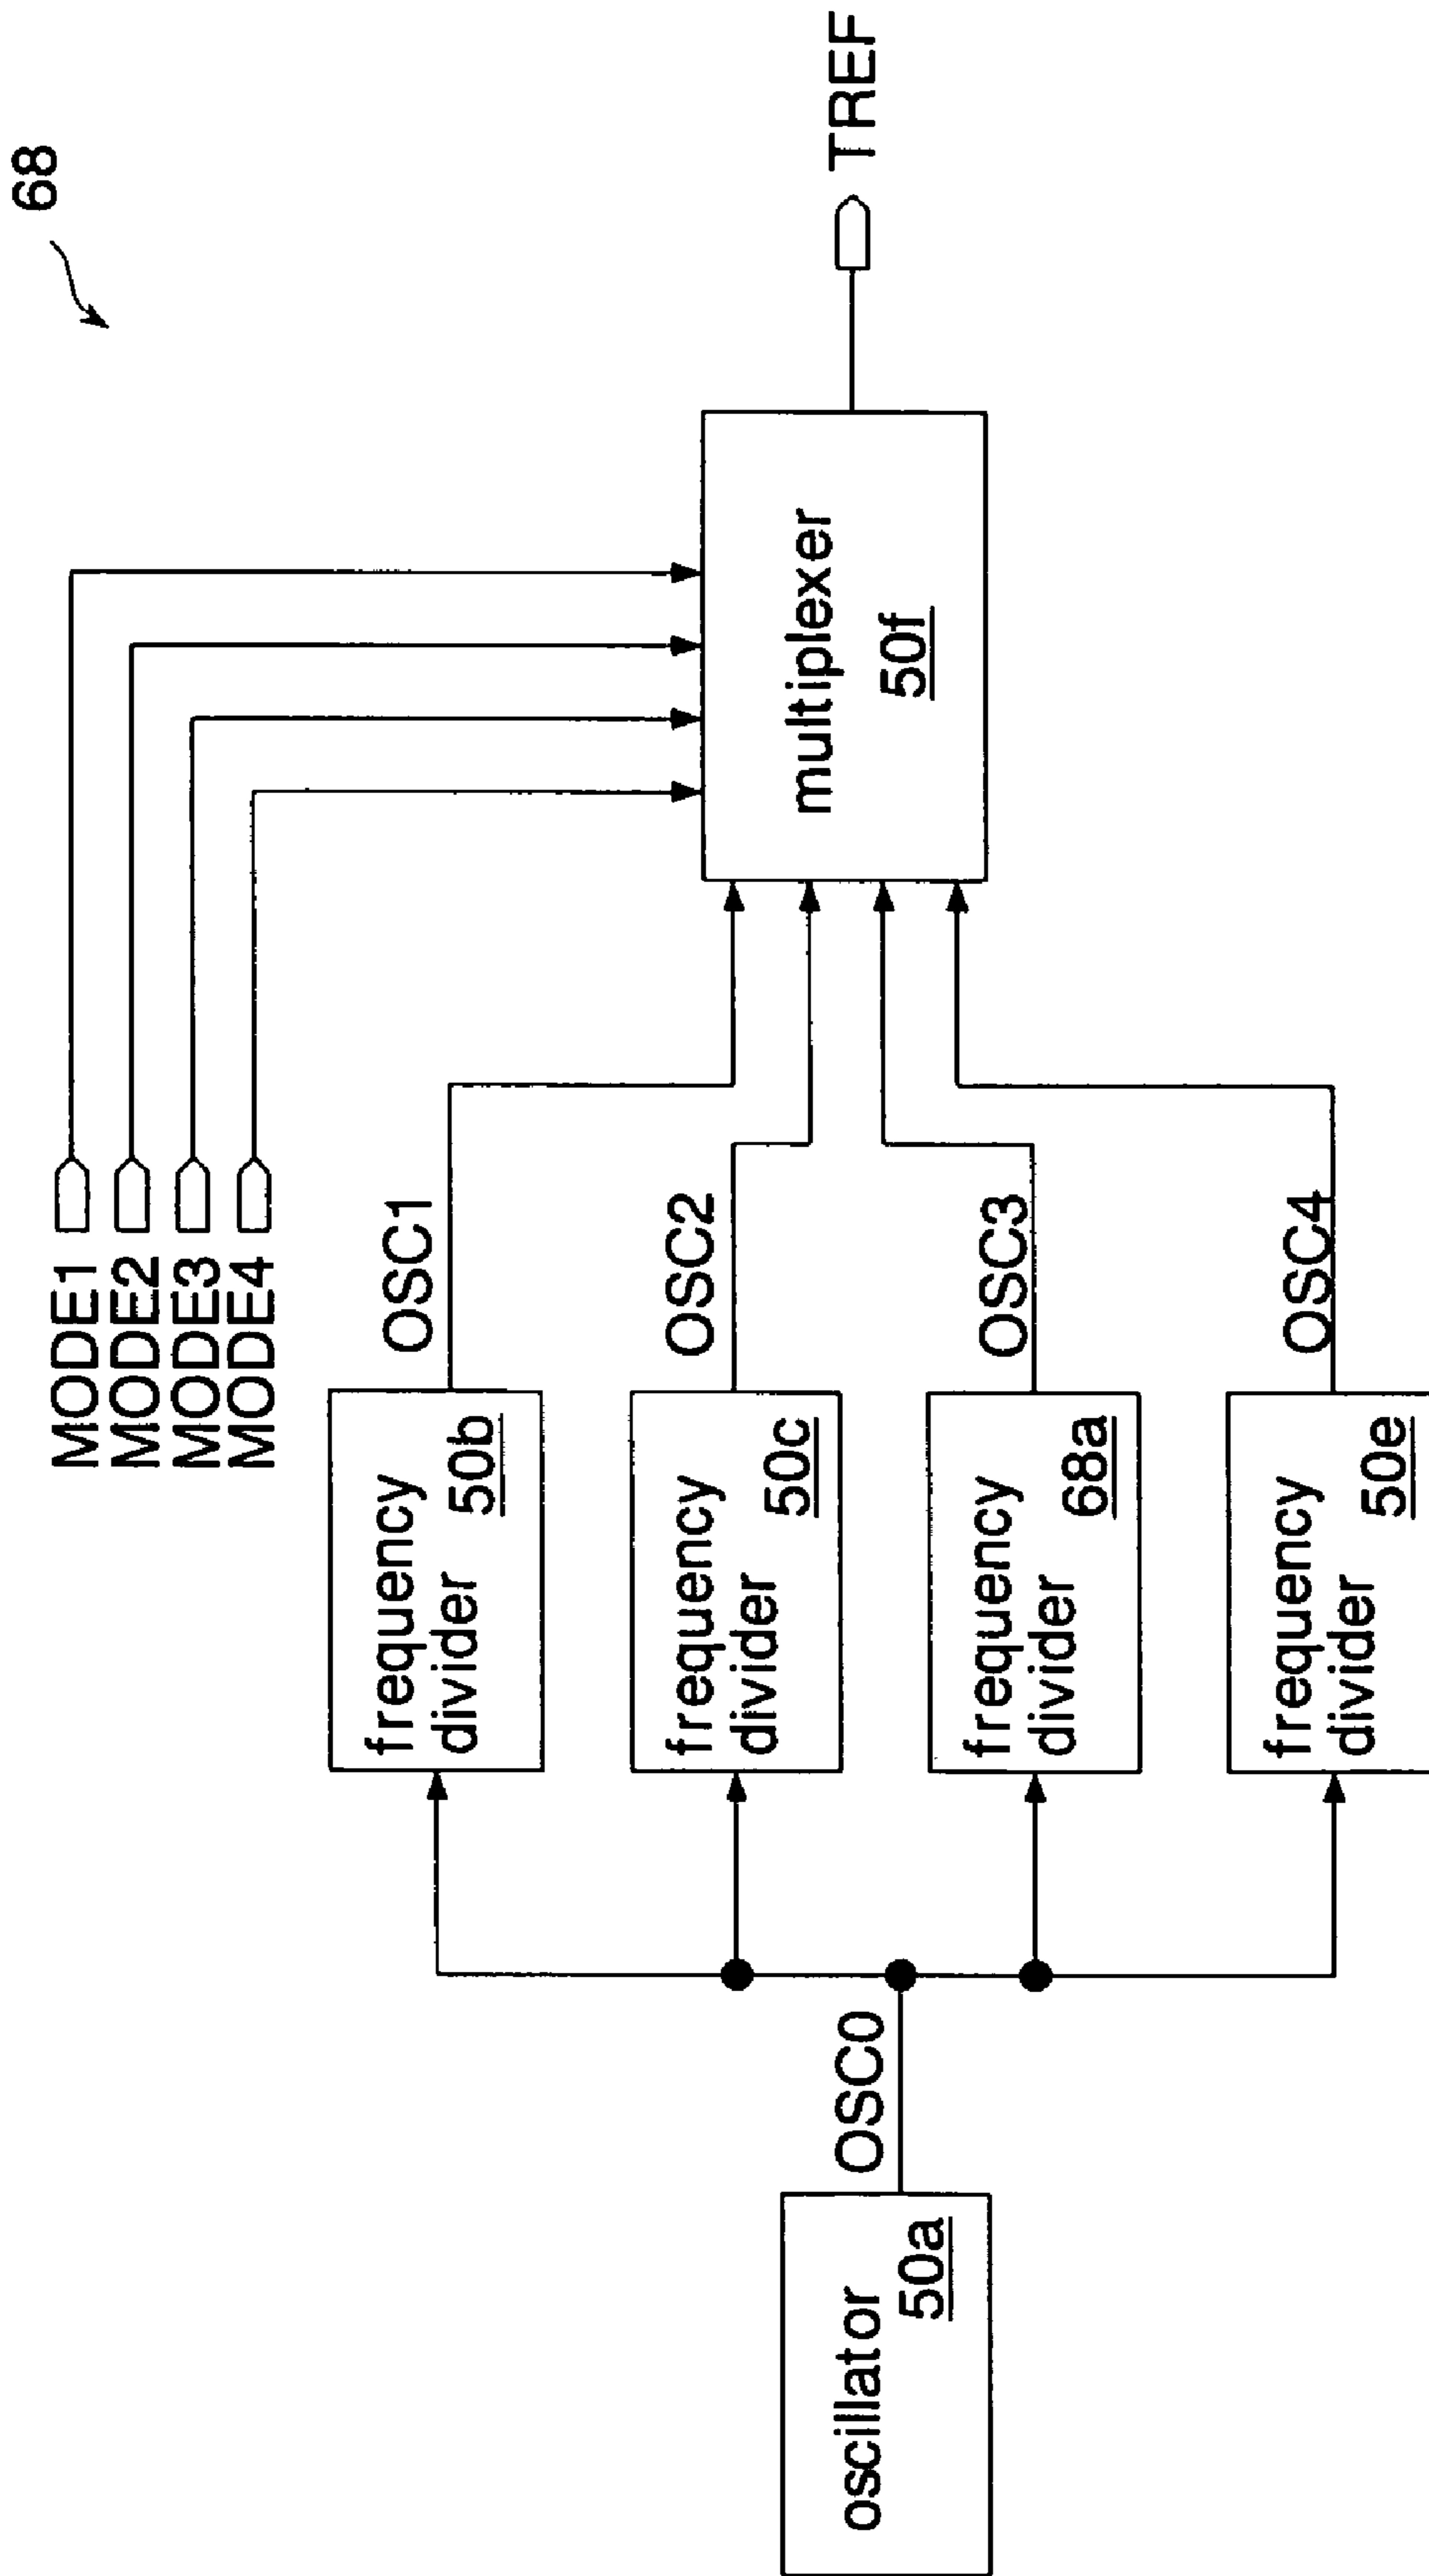 68
MODE1
MODE2
MODE3
MODE4
OSC1
frequency
divider 50b
OSC2
frequency
divider 50c
OSC3
frequency
divider 68a
OSC4
frequency
divider 50e
oscillator
50a
OSC0
multiplexer
50f
TREF